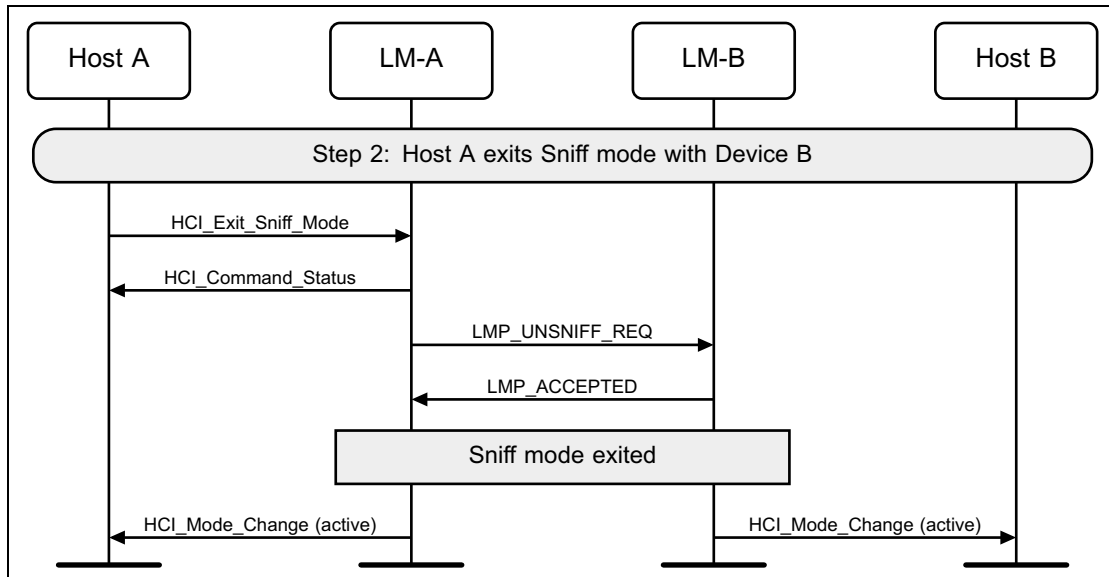 Host A
LM-A
LM-B
Host B
Step 2: Host A exits Sniff mode with Device B
HCI_Exit_Sniff_Mode
HCI_Command_Status
LMP_UNSNIFF_REQ
LMP_ACCEPTED
Sniff mode exited
HCI_Mode_Change (active)
HCI_Mode_Change (active)